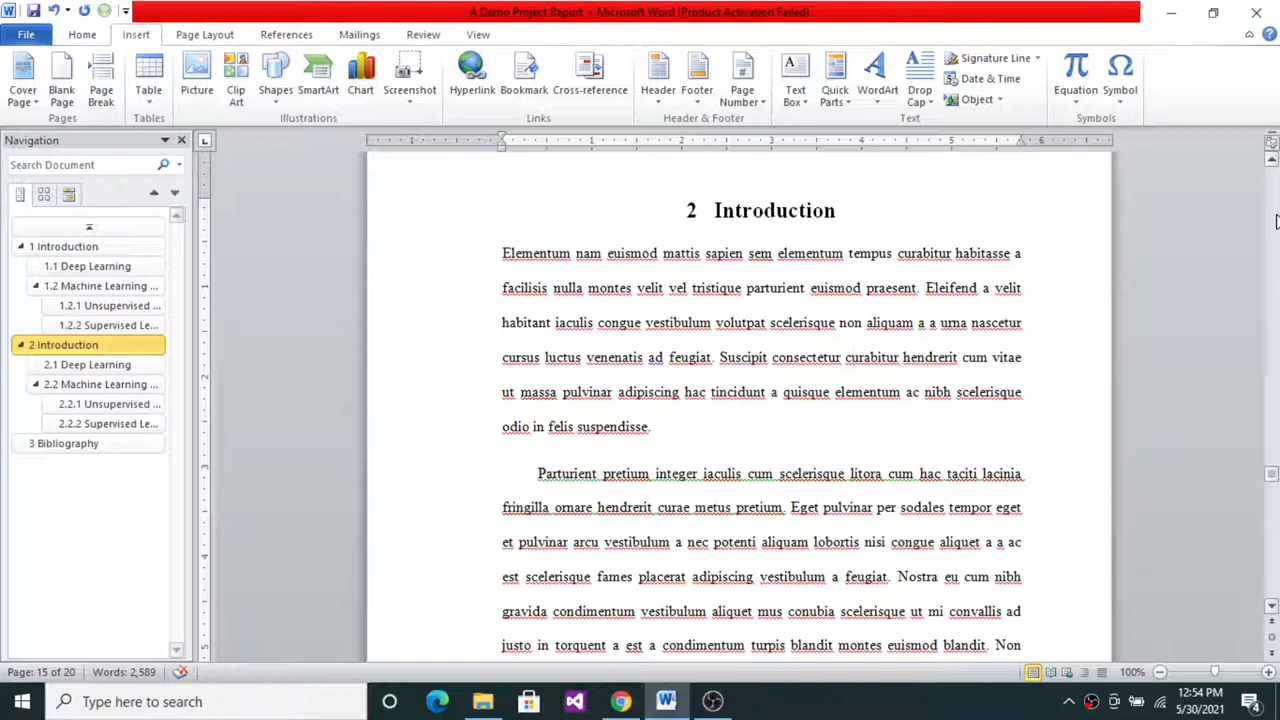 A Demo Project Report - Microsoft Word (Product Activation Failed)
File Home Insert Page Layout References Mailings Review View
Cover Page Blank Page Page Break Table Picture Clip Art Shapes SmartArt Chart Screenshot Hyperlink Bookmark Cross-reference Header Footer Page Number Text Box Quick Parts WordArt Drop Cap Signature Line Equation Symbol
Date & Time
Object
Pages Tables Illustrations Links Header & Footer Text Symbols
Navigation
Search Document
1 Introduction
1.1 Deep Learning
1.2 Machine Learning ...
1.2.1 Unsupervised ...
1.2.2 Supervised Le...
2 Introduction
2.1 Deep Learning
2.2 Machine Learning ...
2.2.1 Unsupervised ...
2.2.2 Supervised Le...
3 Bibliography
1 1 2 3 4 5 6
1 2 3 4 5
2 Introduction
Elementum nam euismod mattis sapien sem elementum tempus curabitur habitasse a
facilisis nulla montes velit vel tristique parturient euismod praesent. Eleifend a velit
habitant iaculis congue vestibulum volutpat scelerisque non aliquam a a urna nascetur
cursus luctus venenatis ad feugiat. Suscipit consectetur curabitur hendrerit cum vitae
ut massa pulvinar adipiscing hac tincidunt a quisque elementum ac nibh scelerisque
odio in felis suspendisse.
Parturient pretium integer iaculis cum scelerisque litora cum hac taciti lacinia
fringilla ornare hendrerit curae metus pretium. Eget pulvinar per sodales tempor eget
et pulvinar arcu vestibulum a nec potenti aliquam lobortis nisi congue aliquet a a ac
est scelerisque fames placerat adipiscing vestibulum a feugiat. Nostra eu cum nibh
gravida condimentum vestibulum aliquet mus conubia scelerisque ut mi convallis ad
justo in torquent a est a condimentum turpis blandit montes euismod blandit. Non
Page: 15 of 20 Words: 2,589 100%
Type here to search
12:54 PM
5/30/2021
4